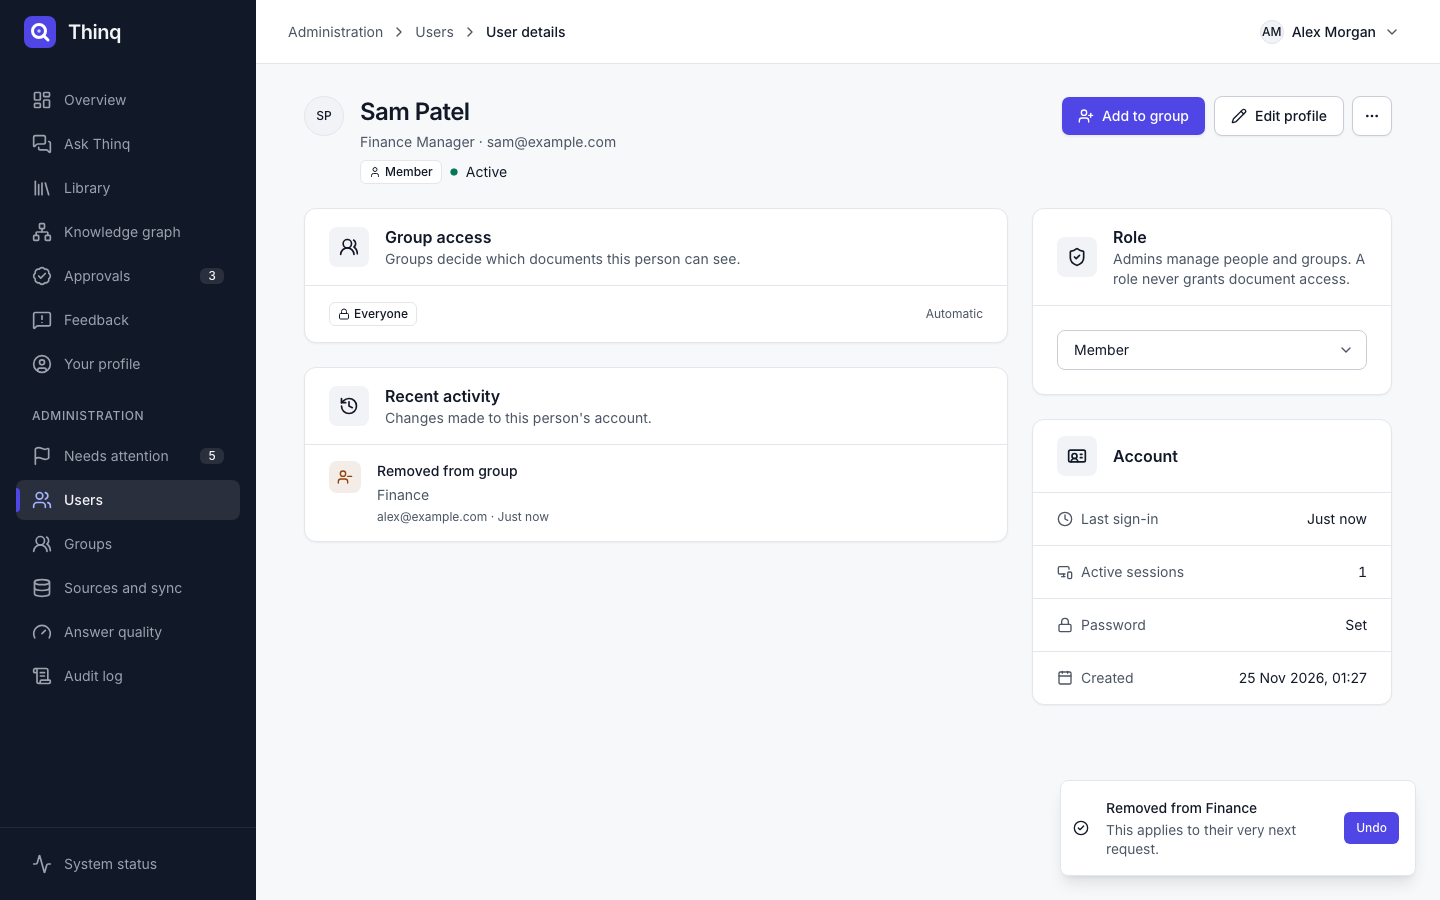 Thinq
Overview
Ask Thinq
Library
Knowledge graph
Approvals 3
Feedback
Your profile
ADMINISTRATION
Needs attention 5
Users
Groups
Sources and sync
Answer quality
Audit log
System status
Administration Users User details
AM Alex Morgan
SP
Sam Patel
Finance Manager · sam@example.com
Member Active
Add to group
Edit profile
Group access
Groups decide which documents this person can see.
Everyone Automatic
Recent activity
Changes made to this person's account.
Removed from group
Finance
alex@example.com · Just now
Role
Admins manage people and groups. A
role never grants document access.
Member
Account
Last sign-in Just now
Active sessions 1
Password Set
Created 25 Nov 2026, 01:27
Removed from Finance
This applies to their very next
request.
Undo